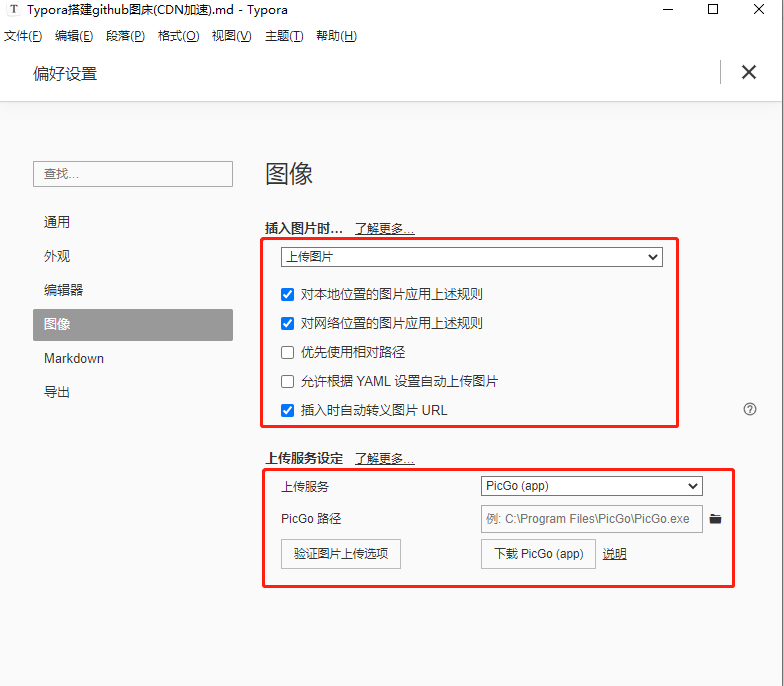 T Typora搭建github图床(CDN加速).md - Typora
文件(F) 编辑(E) 段落(P) 格式(O) 视图(V) 主题(T) 帮助(H)
偏好设置
查找...
通用
外观
编辑器
图像
Markdown
导出
图像
插入图片时... 了解更多...
上传图片
对本地位置的图片应用上述规则
对网络位置的图片应用上述规则
优先使用相对路径
允许根据 YAML 设置自动上传图片
插入时自动转义图片 URL
上传服务设定 了解更多...
上传服务 PicGo (app)
PicGo 路径 例: C:\Program Files\PicGo\PicGo.exe
验证图片上传选项 下载 PicGo (app) 说明